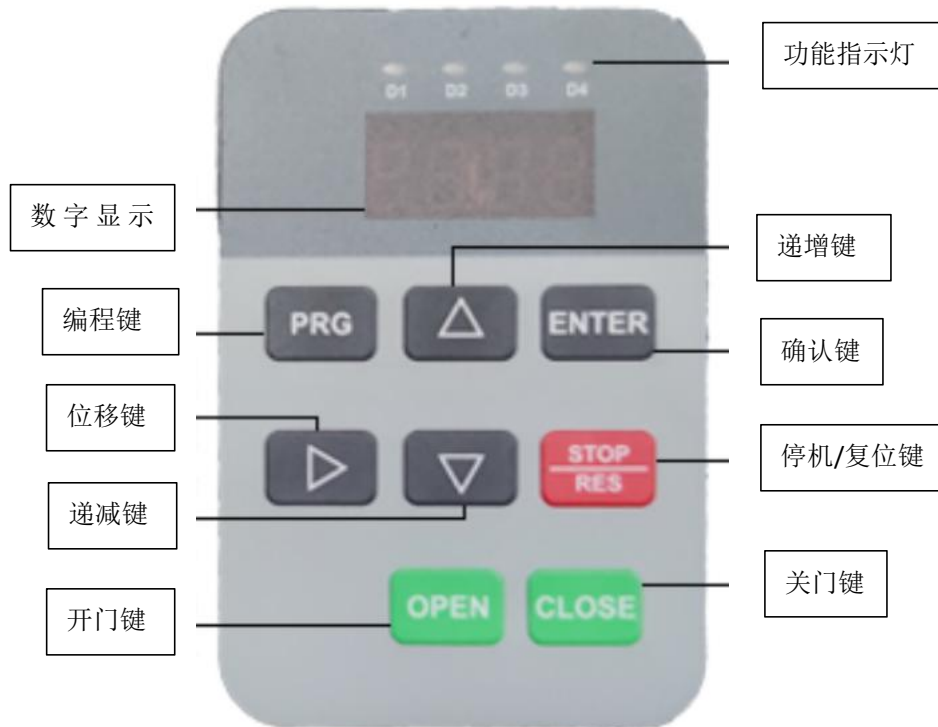 功能指示灯
D1 D2 D3 D4
数字显示
递增键
编程键
PRG
ENTER
确认键
位移键
STOP
RES
停机/复位键
递减键
关门键
OPEN
CLOSE
开门键